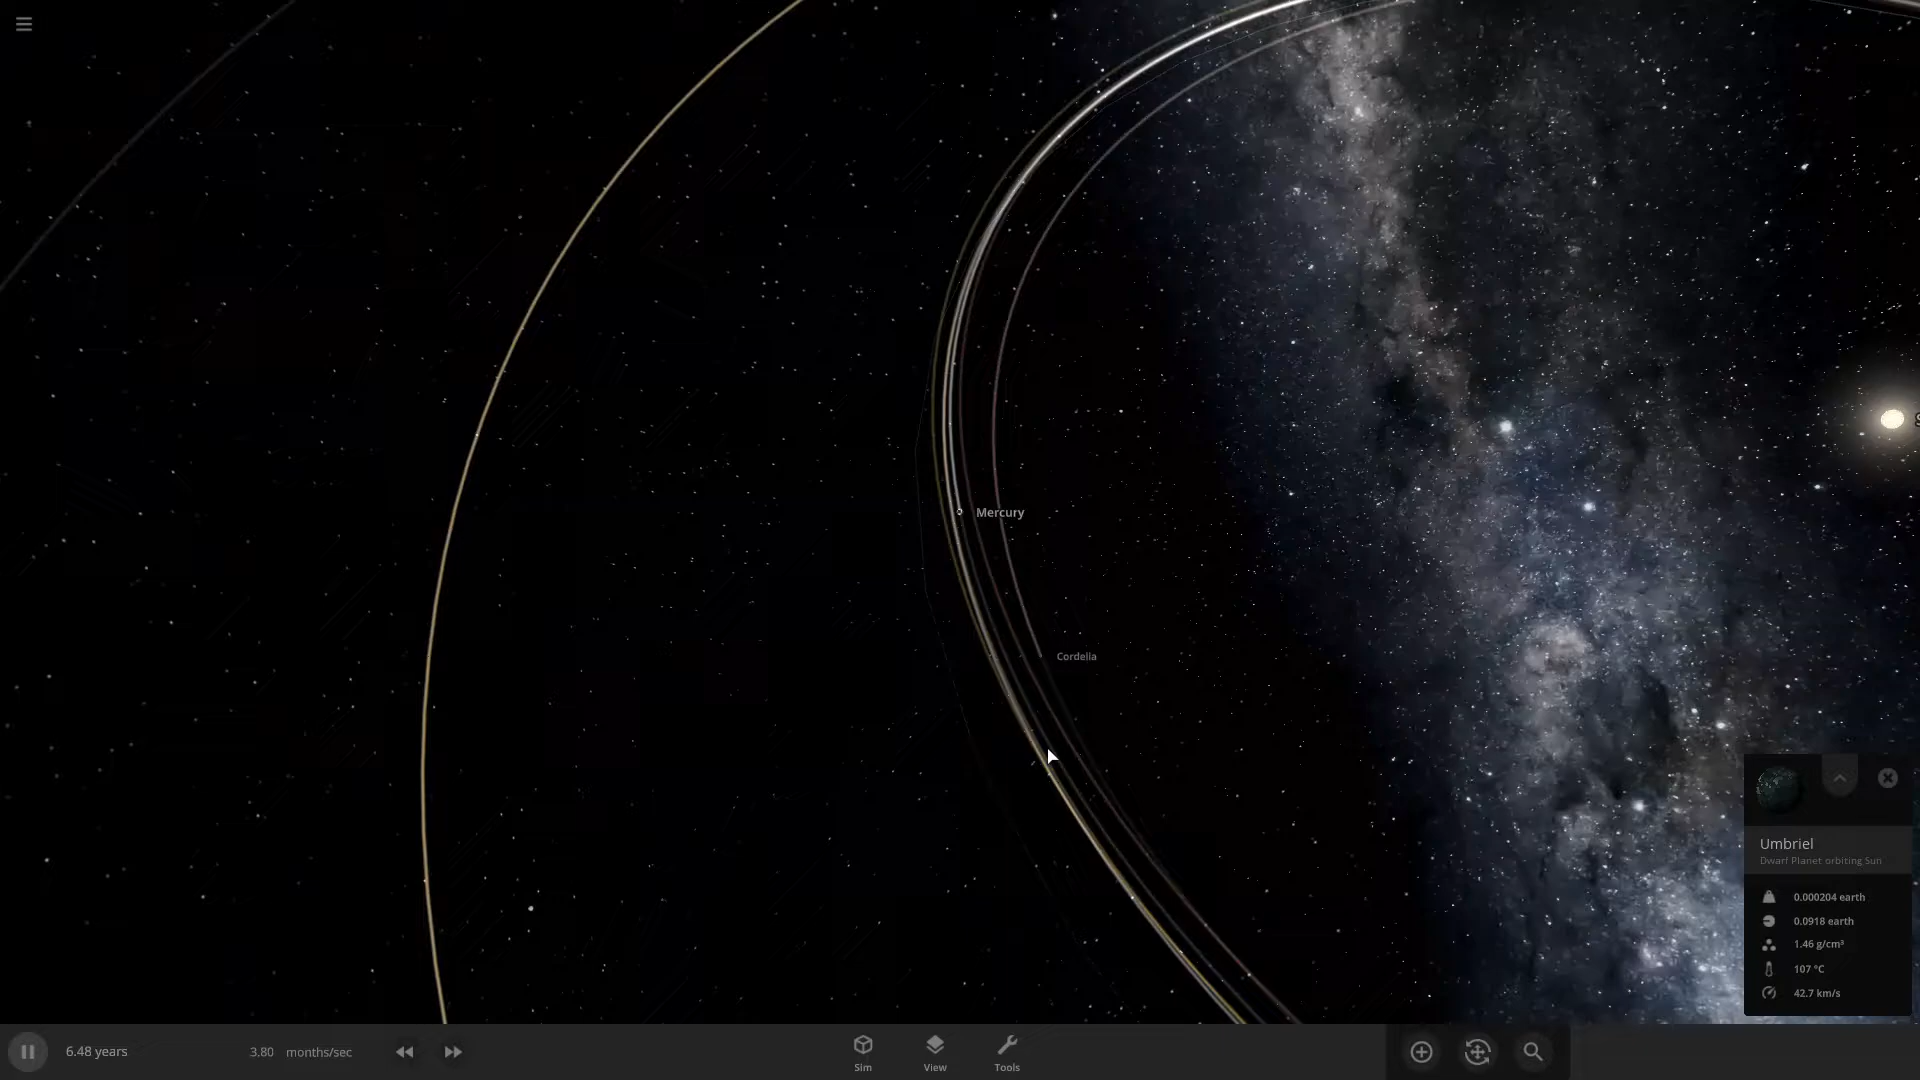 S
Mercury
Cordelia
Umbriel
Dwarf Planet orbiting Sun
0.000204 earth
0.0918 earth
1.46 g/cm³
107 °C
42.7 km/s
6.48 years
3.80 months/sec
Sim
View
Tools